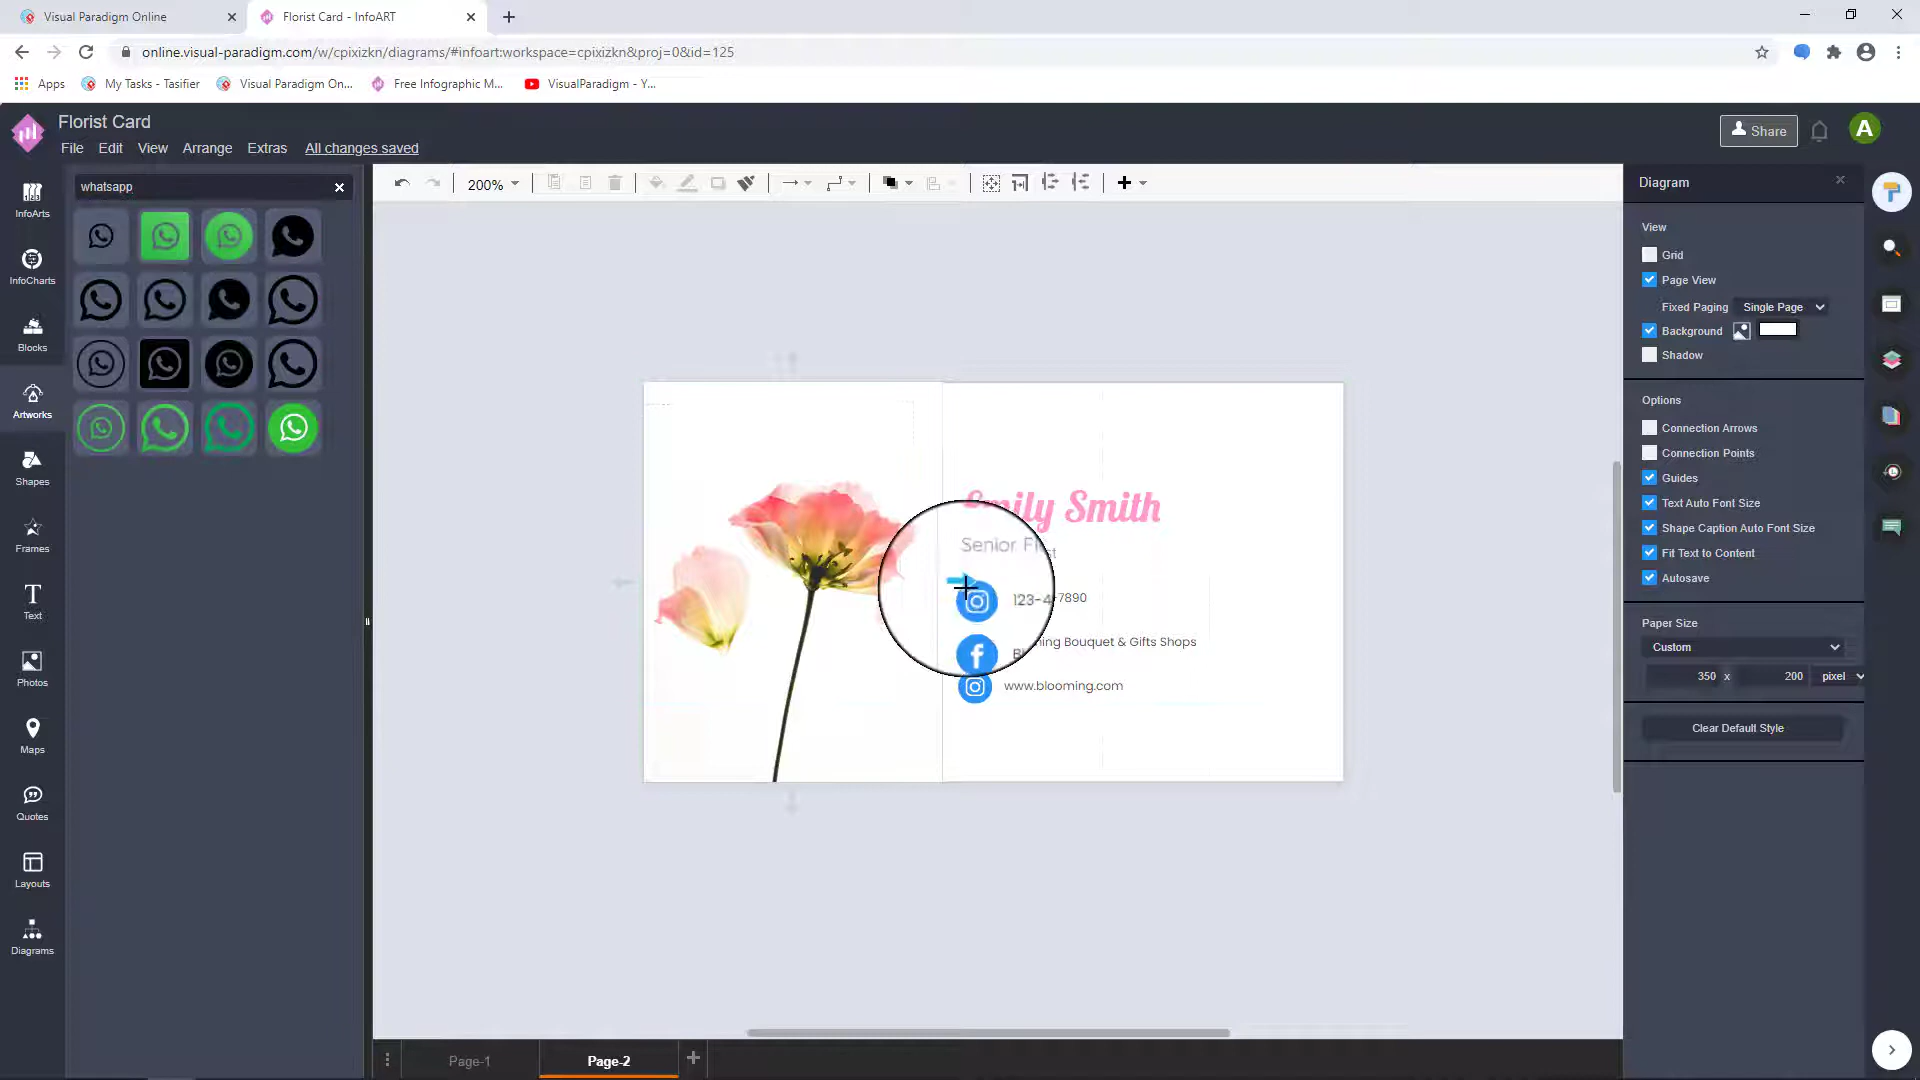 Visual Paradigm Online
Florist Card - InfoART
online.visual-paradigm.com/w/cpixizkn/diagrams/#infoart:workspace=cpixizkn&proj=0&id=125
Apps
My Tasks - Tasifier
Visual Paradigm On...
Free Infographic M...
VisualParadigm - Y...
Florist Card
File Edit View Arrange Extras All changes saved
Share
A
InfoArts
InfoCharts
Blocks
Artworks
Shapes
Frames
T
Text
Photos
Maps
Quotes
Layouts
Diagrams
whatsapp
200%
Emily Smith
Senior
123-4 -7890
Bouquet & Gifts Shops
www.blooming.com
Page-1
Page-2
Diagram
View
Grid
Page View
Fixed Paging Single Page
Background
Shadow
Options
Connection Arrows
Connection Points
Guides
Text Auto Font Size
Shape Caption Auto Font Size
Fit Text to Content
Autosave
Paper Size
Custom
350 x 200 pixel
Clear Default Style